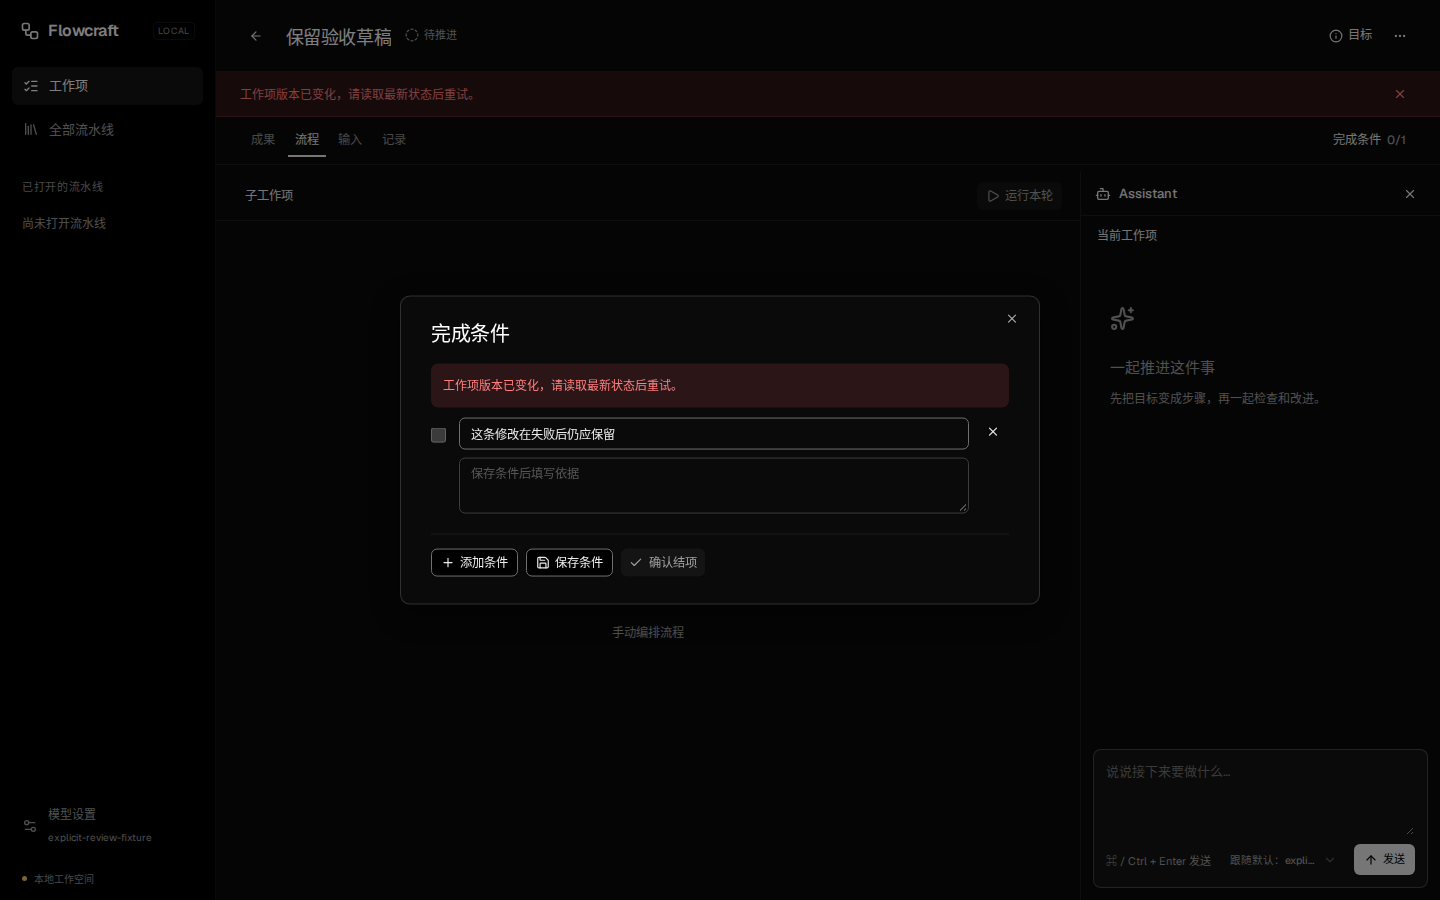 Flowcraft
LOCAL
工作项
全部流水线
已打开的流水线
尚未打开流水线
模型设置
explicit-review-fixture
本地工作空间
保留验收草稿
待推进
目标
工作项版本已变化，请读取最新状态后重试。
成果
流程
输入
记录
完成条件 0/1
子工作项
运行本轮
手动编排流程
完成条件
工作项版本已变化，请读取最新状态后重试。
这条修改在失败后仍应保留
保存条件后填写依据
添加条件
保存条件
确认结项
Assistant
当前工作项
一起推进这件事
先把目标变成步骤，再一起检查和改进。
说说接下来要做什么...
⌘ / Ctrl + Enter 发送
跟随默认：expli...
发送